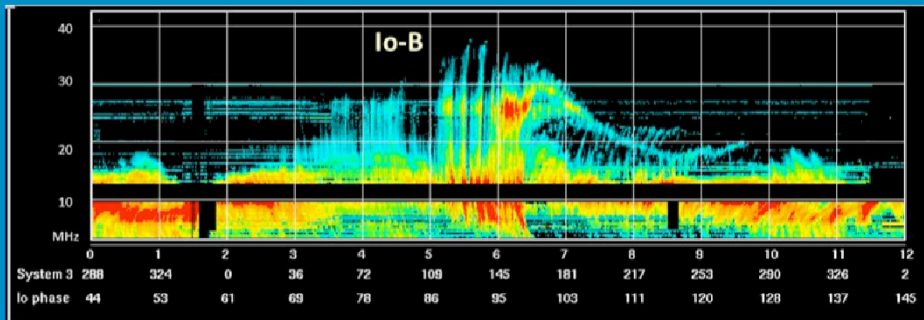 Io-B
40
30
20
10
MHz
0 1 2 3 4 5 6 7 8 9 10 11 12
System 3 288 324 0 36 72 109 145 181 217 253 290 326 2
Io phase 44 53 61 69 78 86 95 103 111 120 128 137 145